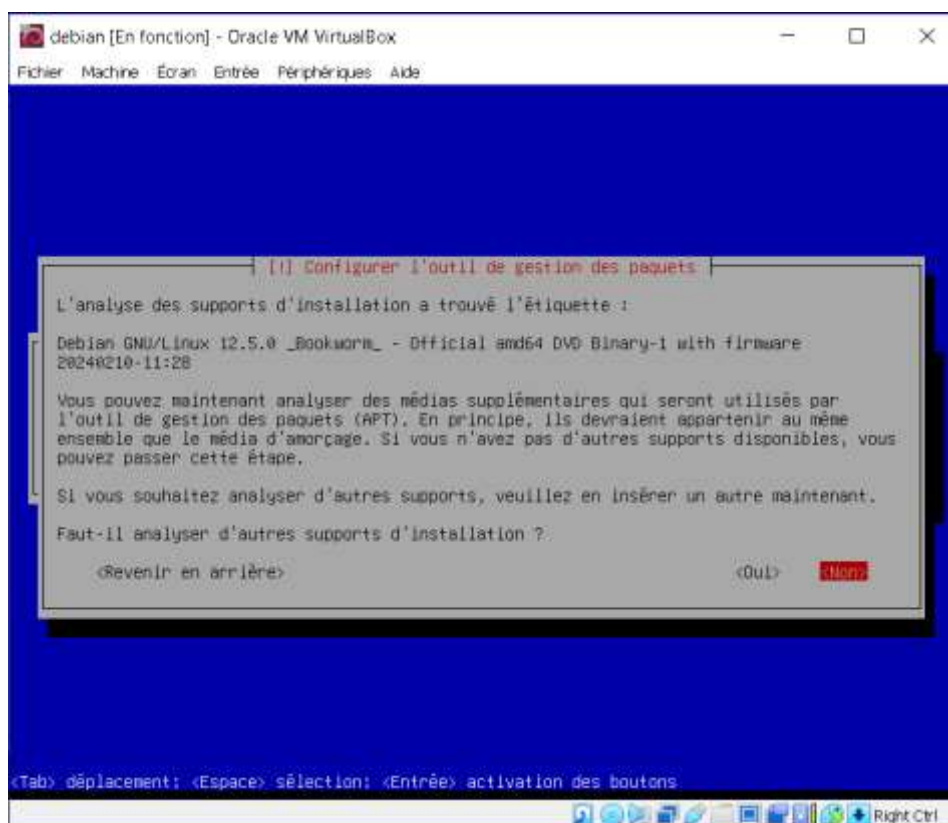 debian [En fonction] - Oracle VM VirtualBox
Fichier Machine Écran Entrée Périphériques Aide
[!] Configurer l'outil de gestion des paquets
L'analyse des supports d'installation a trouvé l'étiquette :
Debian GNU/Linux 12.5.0 _Bookworm_ - Official amd64 DVD Binary-1 with firmware
20240210-11:28
Vous pouvez maintenant analyser des médias supplémentaires qui seront utilisés par
l'outil de gestion des paquets (APT). En principe, ils devraient appartenir au même
ensemble que le média d'amorçage. Si vous n'avez pas d'autres supports disponibles, vous
pouvez passer cette étape.
Si vous souhaitez analyser d'autres supports, veuillez en insérer un autre maintenant.
Faut-il analyser d'autres supports d'installation ?
<Revenir en arrière> <Oui> <Non>
<Tab> déplacement; <Espace> sélection; <Entrée> activation des boutons
Right Ctrl